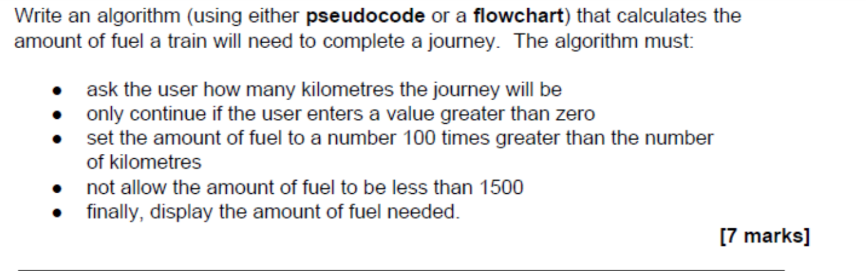 Write an algorithm (using either pseudocode or a flowchart) that calculates the
amount of fuel a train will need to complete a journey. The algorithm must:
• ask the user how many kilometres the journey will be
• only continue if the user enters a value greater than zero
• set the amount of fuel to a number 100 times greater than the number
of kilometres
• not allow the amount of fuel to be less than 1500
• finally, display the amount of fuel needed.
[7 marks]